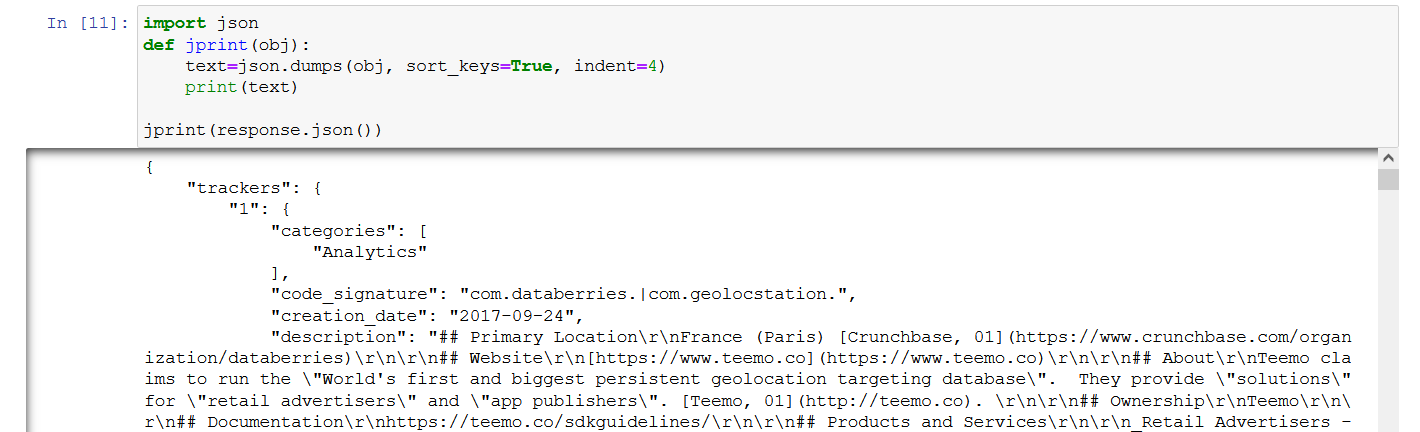 In [11]: import json
def jprint(obj):
    text=json.dumps(obj, sort_keys=True, indent=4)
    print(text)
jprint(response.json())
{
    "trackers": {
        "1": {
            "categories": [
                "Analytics"
            ],
            "code_signature": "com.databerries.|com.geolocstation.",
            "creation_date": "2017-09-24",
            "description": "## Primary Location\r\nFrance (Paris) [Crunchbase, 01](https://www.crunchbase.com/organ
ization/databerries)\r\n\r\n## Website\r\n[https://www.teemo.co](https://www.teemo.co)\r\n\r\n## About\r\nTeemo cla
ims to run the \"World's first and biggest persistent geolocation targeting database\".  They provide \"solutions\"
for \"retail advertisers\" and \"app publishers\". [Teemo, 01](http://teemo.co). \r\n\r\n## Ownership\r\nTeemo\r\n\
r\n## Documentation\r\nhttps://teemo.co/sdkguidelines/\r\n\r\n## Products and Services\r\n\r\n_Retail Advertisers -